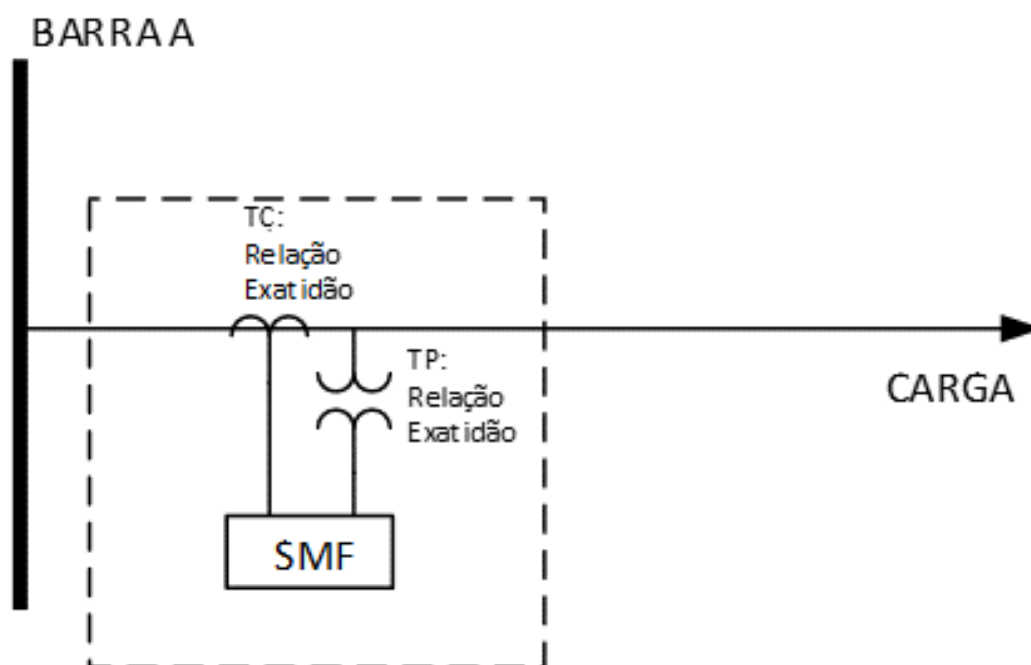 BARRA A
TC:
Relação
Exatidão
TP:
Relação
Exatidão
CARGA
SMF